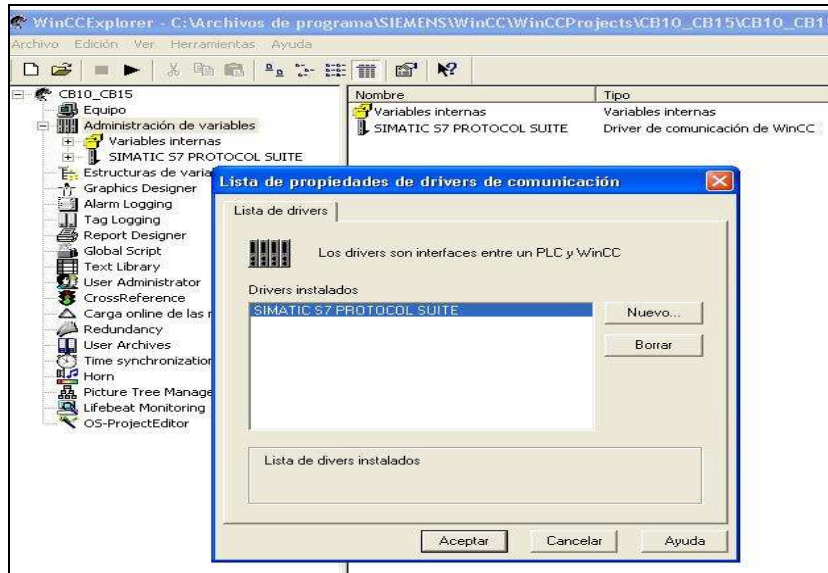 WinCCExplorer - C:\Archivos de programa\SIEMENS\WinCC\WinCCProjects\CB10_CB15\CB10_CB1
Archivo Edición Ver Herramientas Ayuda
CB10_CB15
Equipo
Administración de variables
Variables internas
SIMATIC S7 PROTOCOL SUITE
Estructuras de varia
Graphics Designer
Alarm Logging
Tag Logging
Report Designer
Global Script
Text Library
User Administrator
CrossReference
Carga online de las r
Redundancy
User Archives
Time synchronization
Horn
Picture Tree Manage
Lifebeat Monitoring
OS-ProjectEditor
Nombre Tipo
Variables internas Variables internas
SIMATIC S7 PROTOCOL SUITE Driver de comunicación de WinCC
Lista de propiedades de drivers de comunicación
Lista de drivers
Los drivers son interfaces entre un PLC y WinCC
Drivers instalados
SIMATIC S7 PROTOCOL SUITE
Nuevo...
Borrar
Lista de divers instalados
Aceptar Cancelar Ayuda